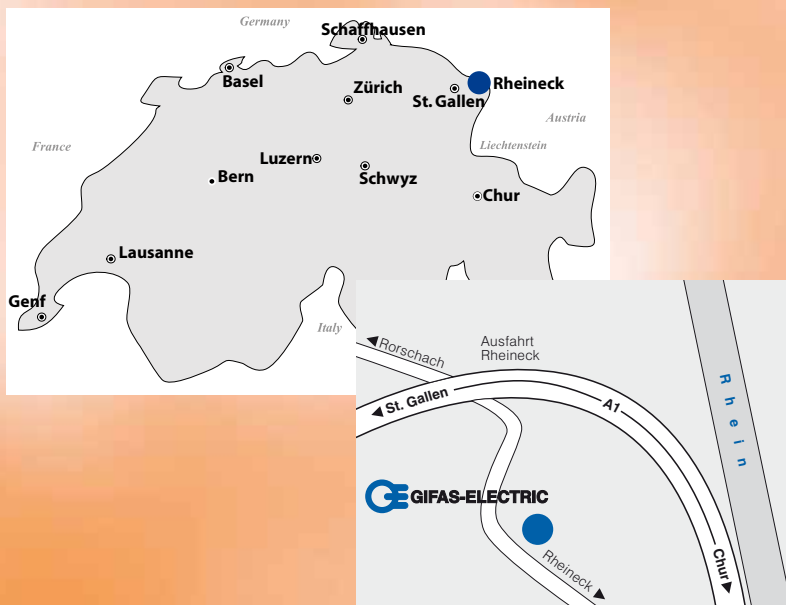 Germany
Schaffhausen
Basel
Zürich
St. Gallen
Rheineck
Austria
France
Liechtenstein
Luzern
Schwyz
Bern
Chur
Lausanne
Genf
Italy
Rorschach
Ausfahrt
Rheineck
St. Gallen
A1
Rhein
GIFAS-ELECTRIC
Rheineck
Chur